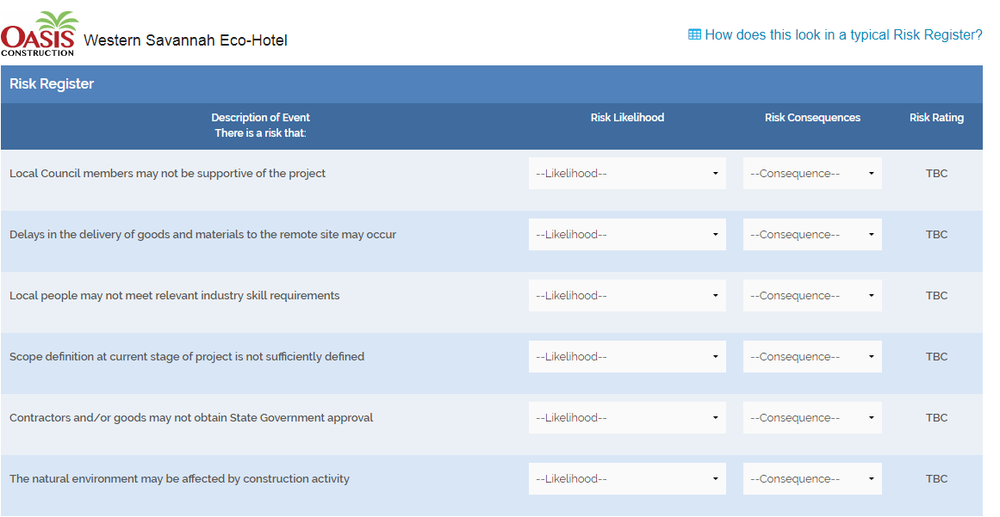 OASIS
CONSTRUCTION
Western Savannah Eco-Hotel
How does this look in a typical Risk Register?
Risk Register
Description of Event
There is a risk that:
Risk Likelihood
Risk Consequences
Risk Rating
Local Council members may not be supportive of the project
--Likelihood--
--Consequence--
TBC
Delays in the delivery of goods and materials to the remote site may occur
--Likelihood--
--Consequence--
TBC
Local people may not meet relevant industry skill requirements
--Likelihood--
--Consequence--
TBC
Scope definition at current stage of project is not sufficiently defined
--Likelihood--
--Consequence--
TBC
Contractors and/or goods may not obtain State Government approval
--Likelihood--
--Consequence--
TBC
The natural environment may be affected by construction activity
--Likelihood--
--Consequence--
TBC